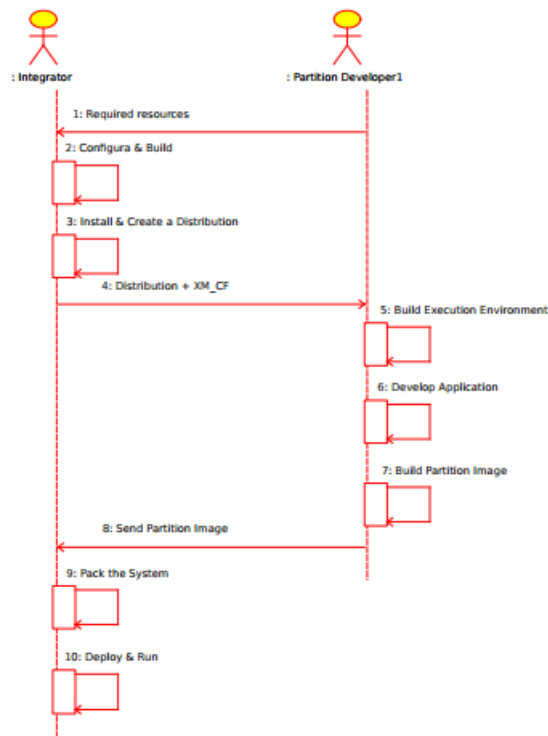 : Integrator
: Partition Developer1
1: Required resources
2: Configura & Build
3: Install & Create a Distribution
4: Distribution + XM_CF
5: Build Execution Environment
6: Develop Application
7: Build Partition Image
8: Send Partition Image
9: Pack the System
10: Deploy & Run